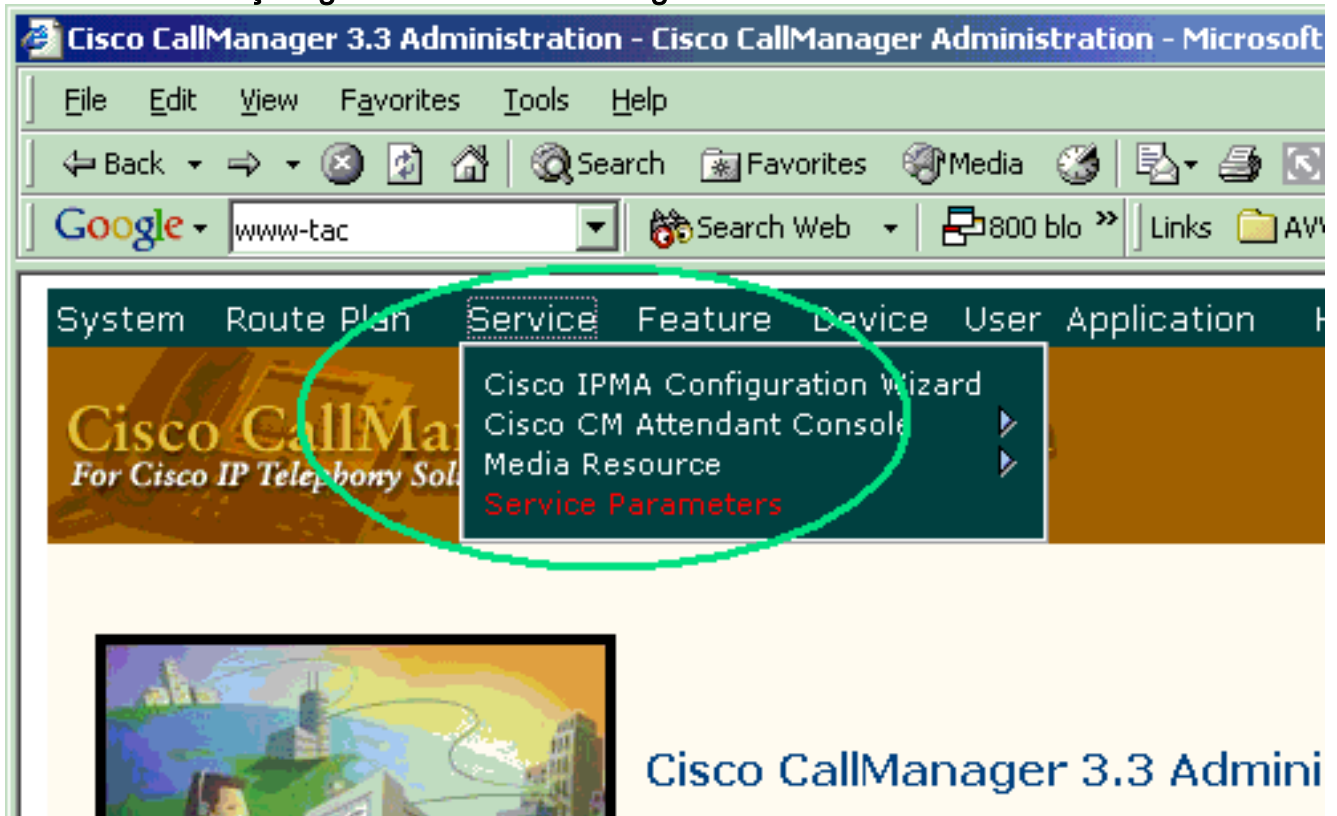 Cisco CallManager 3.3 Administration - Cisco CallManager Administration - Microsoft
File Edit View Favorites Tools Help
Back Search Favorites Media
Google www-tac Search Web 800 blo » Links
System Route Plan Service Feature Device User Application
Cisco IPMA Configuration Wizard
Cisco CM Attendant Console
Media Resource
Service Parameters
Cisco CallMa
For Cisco IP Telephony Sol
Cisco CallManager 3.3 Admini